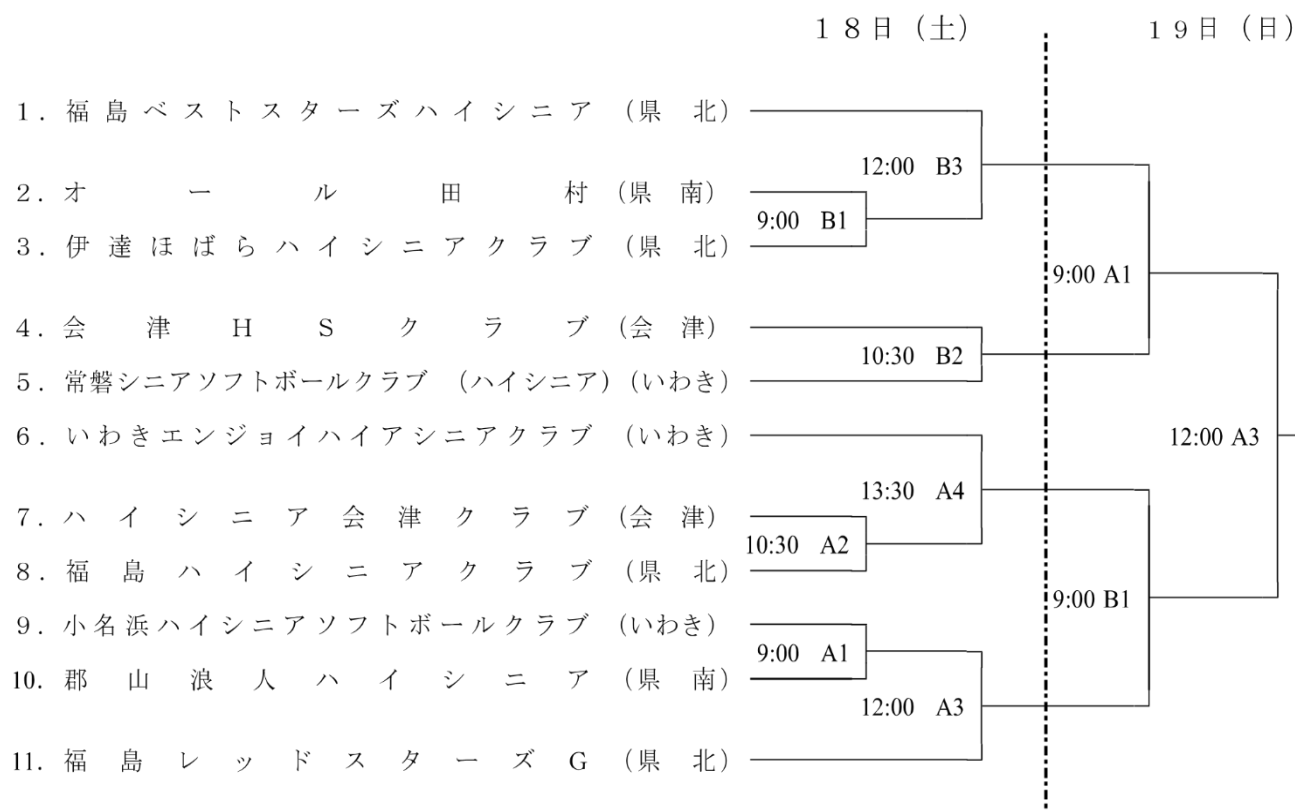 18日(土) 19日(日)
1.福島ベストスターズハイシニア(県北)
12:00 B3
2.オール田村(県南)
9:00 B1
3.伊達ほばらハイシニアクラブ(県北)
9:00 A1
4.会津HSクラブ(会津)
10:30 B2
5.常磐シニアソフトボールクラブ (ハイシニア)(いわき)
6.いわきエンジョイハイアシニアクラブ(いわき)
12:00 A3
13:30 A4
7.ハイシニア会津クラブ(会津)
10:30 A2
8.福島ハイシニアクラブ(県北)
9:00 B1
9.小名浜ハイシニアソフトボールクラブ(いわき)
9:00 A1
10.郡山浪人ハイシニア(県南)
12:00 A3
11.福島レッドスターズG(県北)